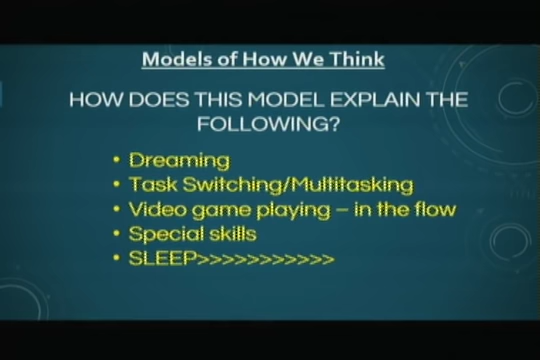 Models of How We Think
HOW DOES THIS MODEL EXPLAIN THE
FOLLOWING?
• Dreaming
• Task Switching/Multitasking
• Video game playing – in the flow
• Special skills
• SLEEP>>>>>>>>>>>